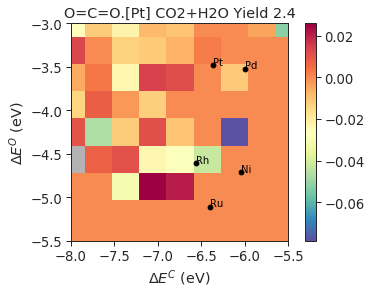 O=C=O.[Pt] CO2+H2O Yield 2.4
−3.0
−3.5
−4.0
−4.5
−5.0
−5.5
ΔE^O (eV)
Pt
Pd
Rh
Ir
Ru
−8.0 −7.5 −7.0 −6.5 −6.0 −5.5
ΔE^C (eV)
0.02
0.00
−0.02
−0.04
−0.06